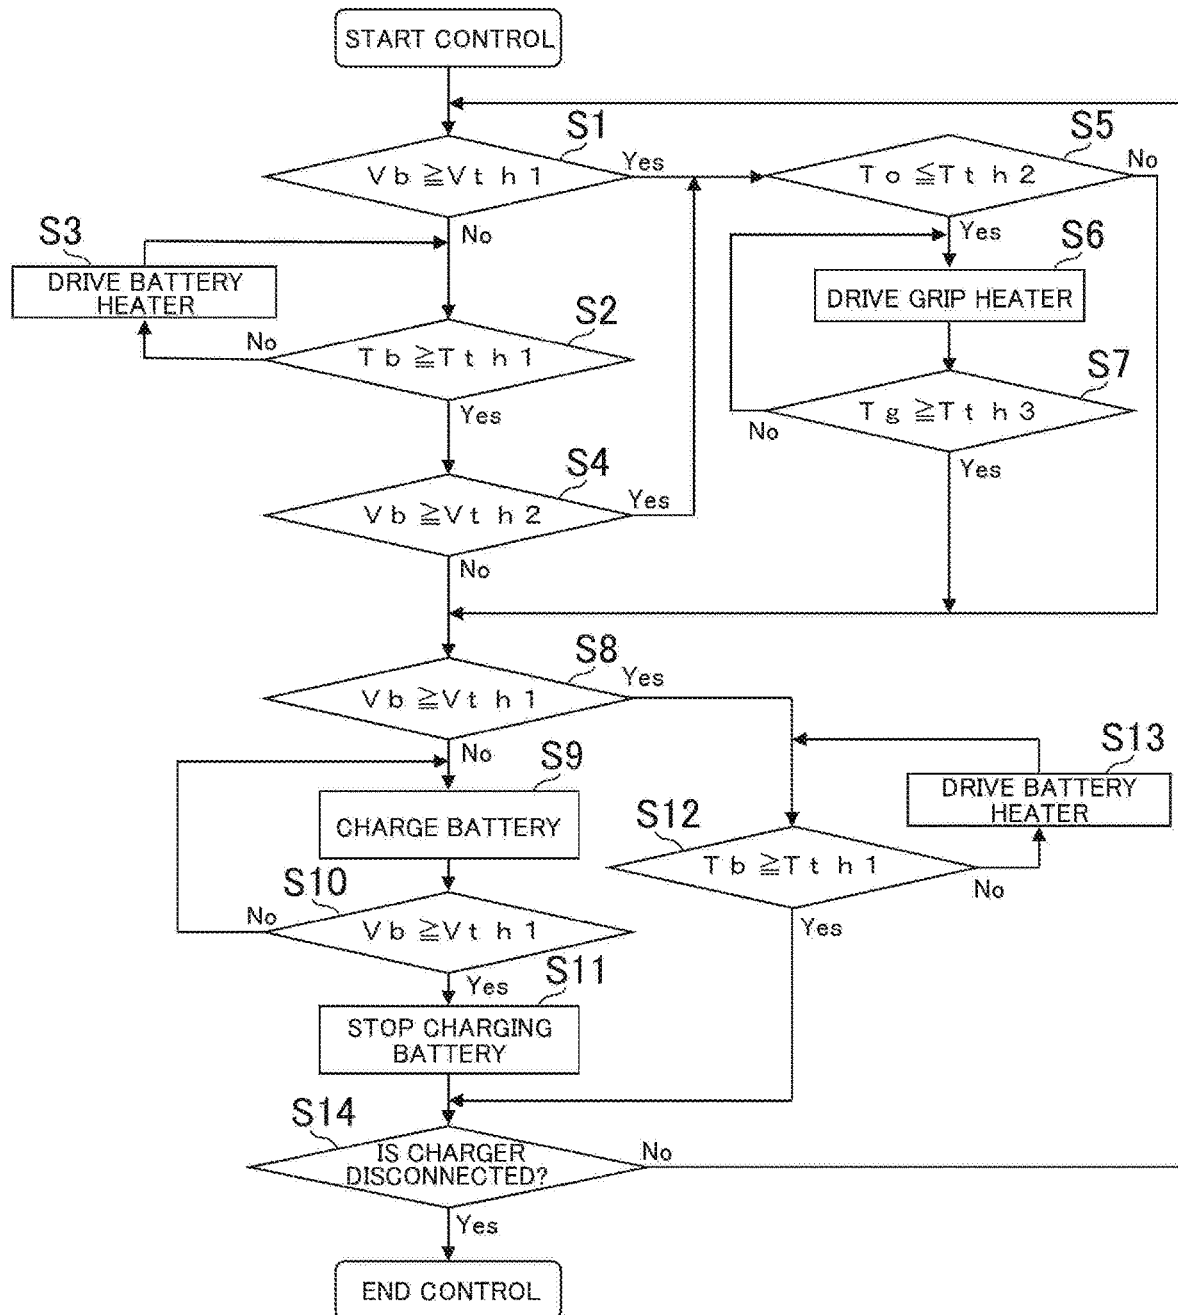 START CONTROL
S1
Vb≧Vth1
Yes
No
S5
To≦Tth2
No
Yes
S3
DRIVE BATTERY
HEATER
S6
DRIVE GRIP HEATER
S2
No
Tb≧Tth1
Yes
S7
Tg≧Tth3
No
Yes
S4
Vb≧Vth2
Yes
No
S8
Vb≧Vth1
Yes
No
S9
CHARGE BATTERY
S13
DRIVE BATTERY
HEATER
S12
Tb≧Tth1
No
Yes
S10
No
Vb≧Vth1
Yes
S11
STOP CHARGING
BATTERY
S14
IS CHARGER
DISCONNECTED?
No
Yes
END CONTROL